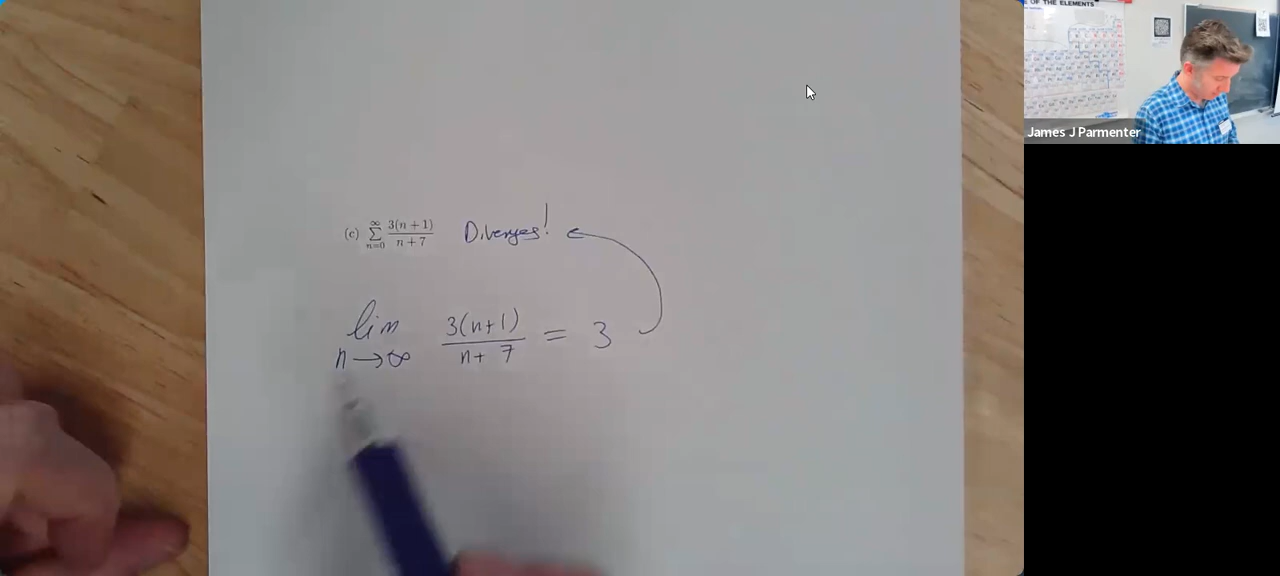 E OF THE ELEMENTS
James J Parmenter
(c) ∑_{n=0}^{∞} 3(n + 1)/(n + 7) Diverges!
lim_{n→∞} 3(n+1)/(n+7) = 3